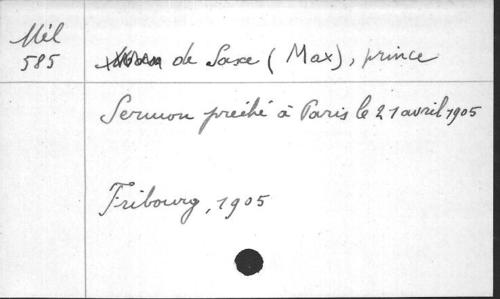 Mél
585
de Saxe (Max), prince
Sermon prêché à Paris le 21 avril 1905
Fribourg, 1905